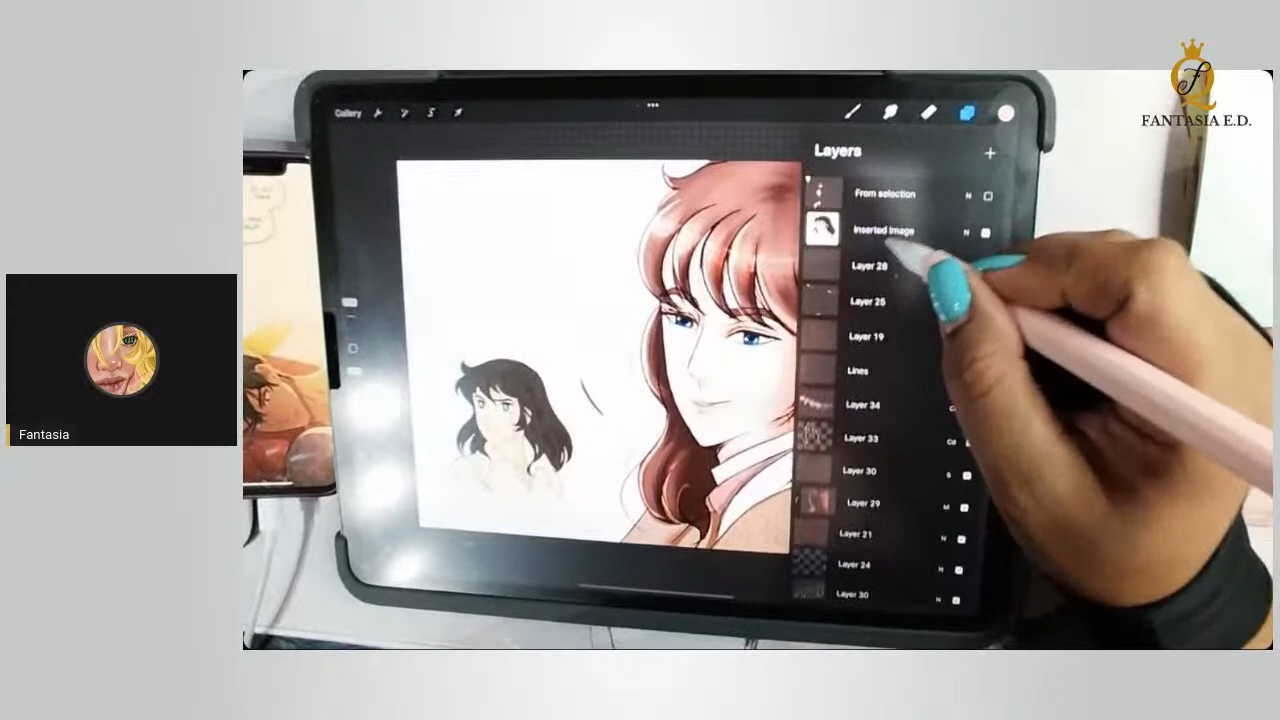 FANTASIA E.D.
Gallery
Layers
From selection N
Inserted Image N
Layer 28
Layer 25
Layer 19
Lines
Layer 34
Layer 33 Cd
Layer 30 S
Layer 29 M
Layer 21 N
Layer 24 N
Layer 30 N
Fantasia